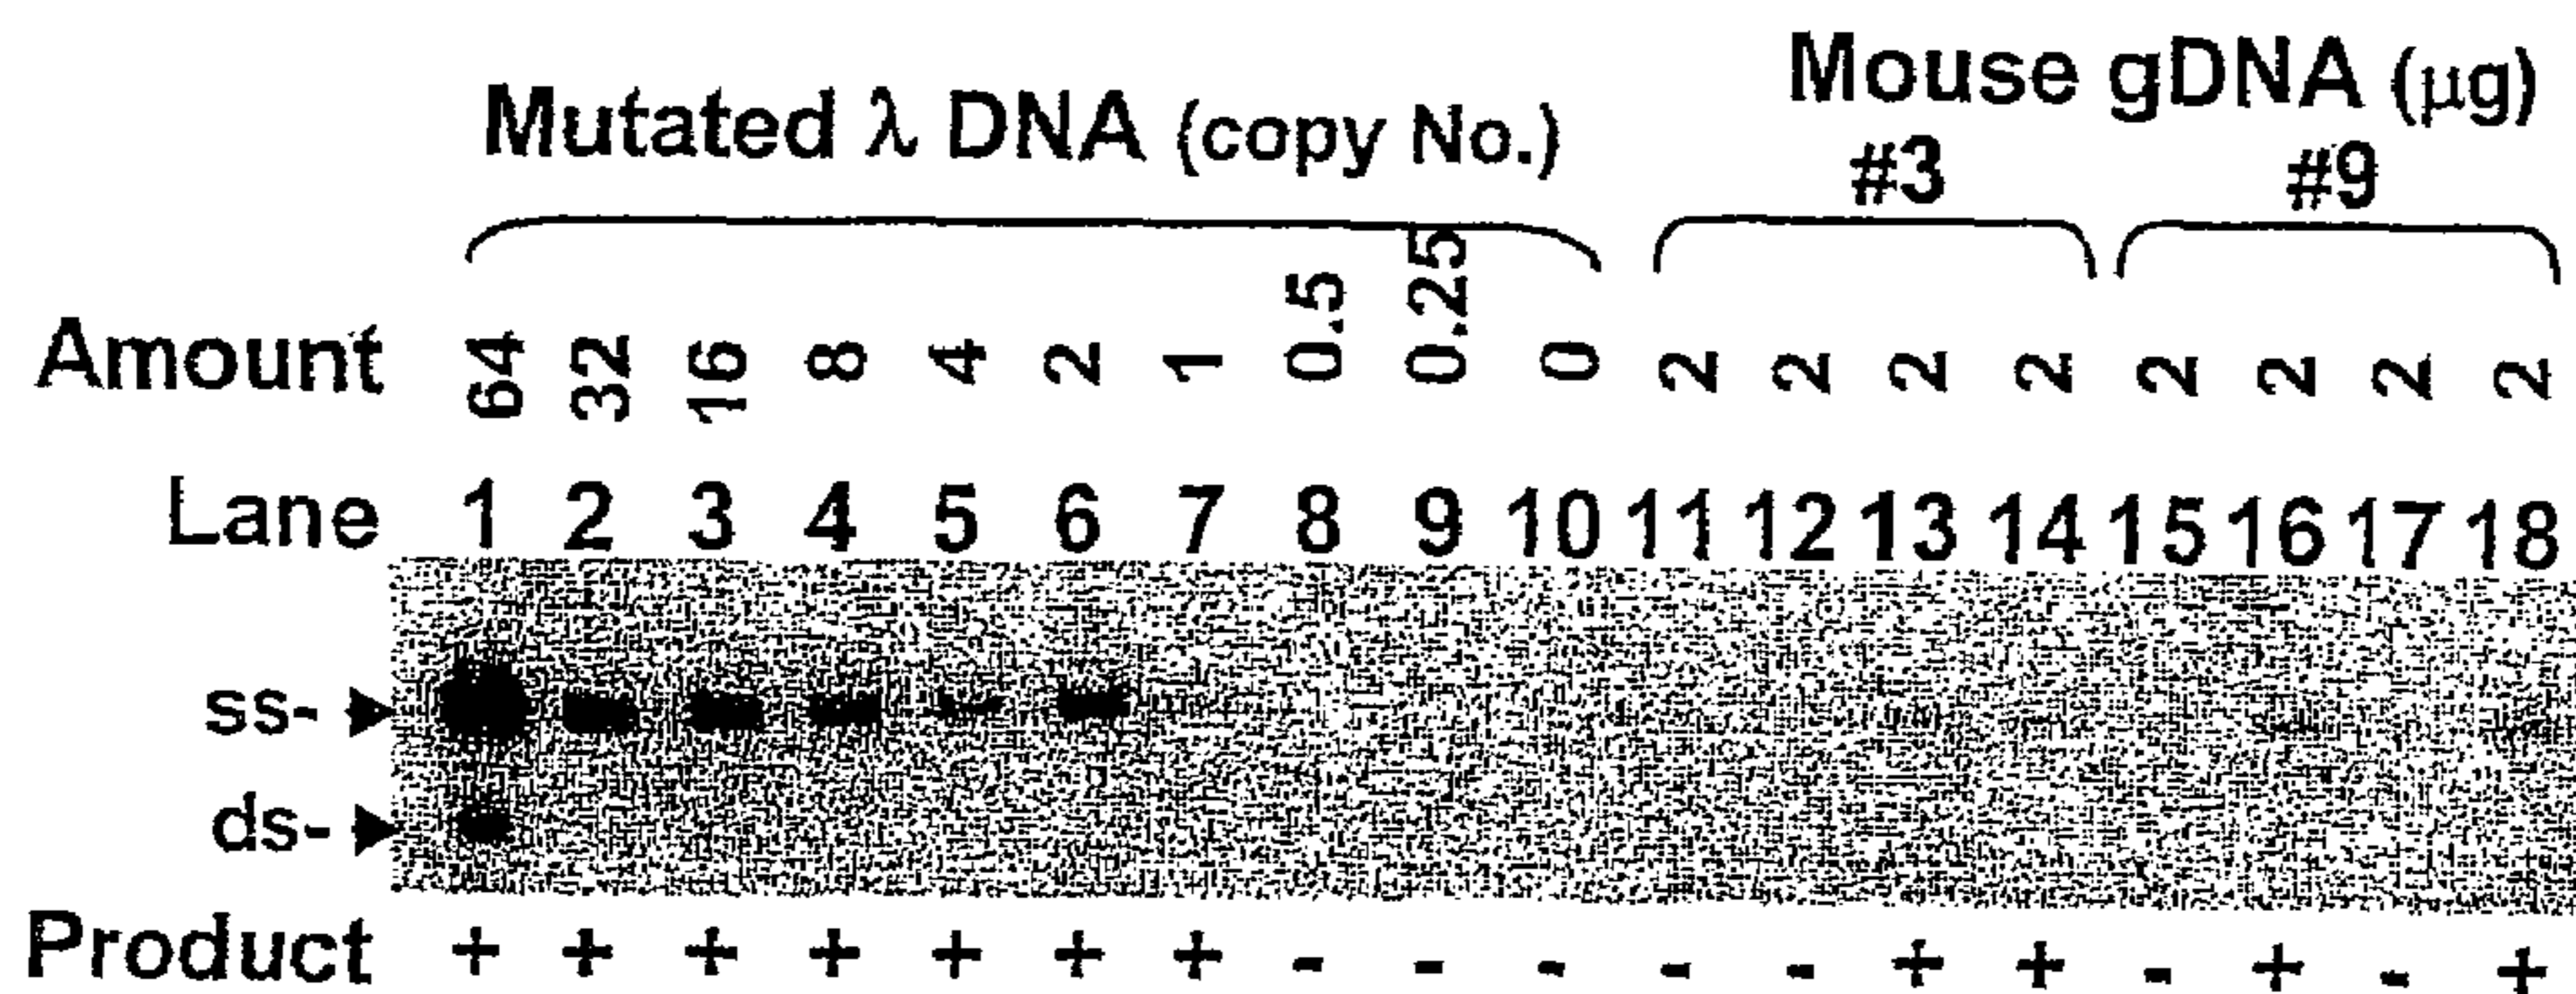 Mouse gDNA (μg)
Mutated λ DNA (copy No.)
#3 #9
Amount 64 32 16 8 4 2 1 0.5 0.25 0 2 2 2 2 2 2 2 2
Lane 1 2 3 4 5 6 7 8 9 10 11 12 13 14 15 16 17 18
ss-
ds-
Product + + + + + + + - - - - - + + - + - +